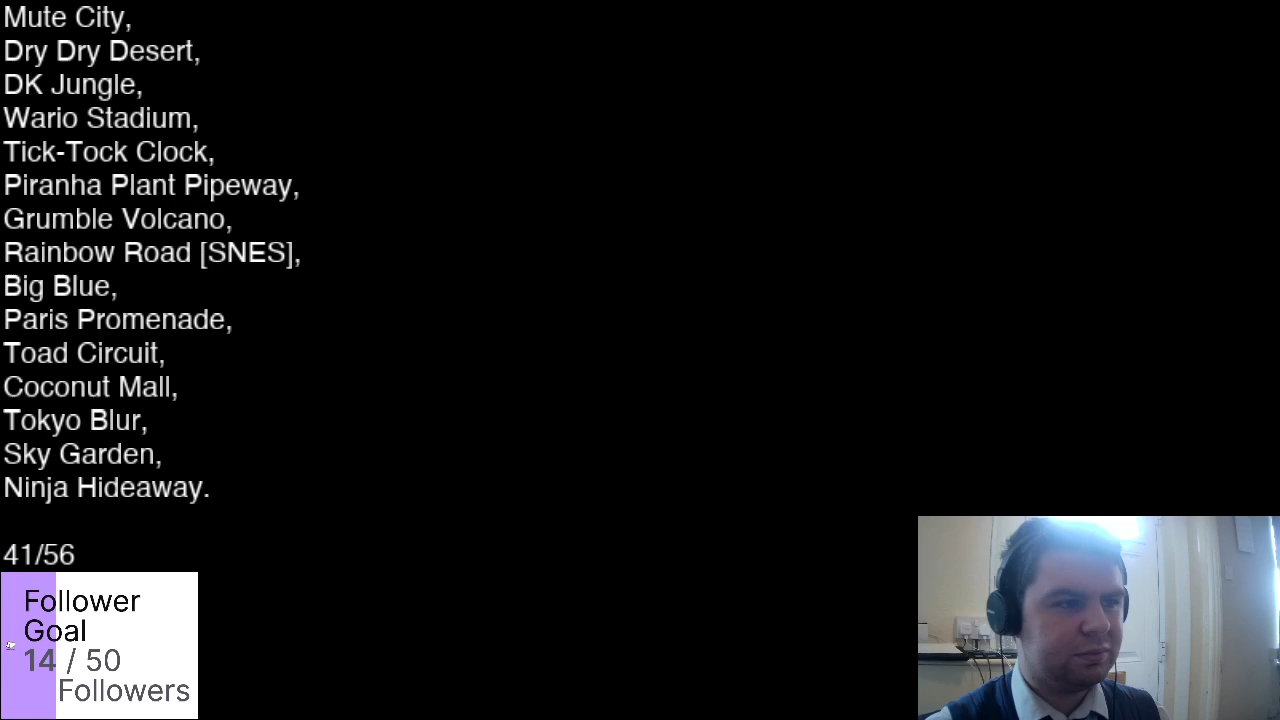 Mute City,
Dry Dry Desert,
DK Jungle,
Wario Stadium,
Tick-Tock Clock,
Piranha Plant Pipeway,
Grumble Volcano,
Rainbow Road [SNES],
Big Blue,
Paris Promenade,
Toad Circuit,
Coconut Mall,
Tokyo Blur,
Sky Garden,
Ninja Hideaway.
41/56
Follower
Goal
14 / 50
Followers